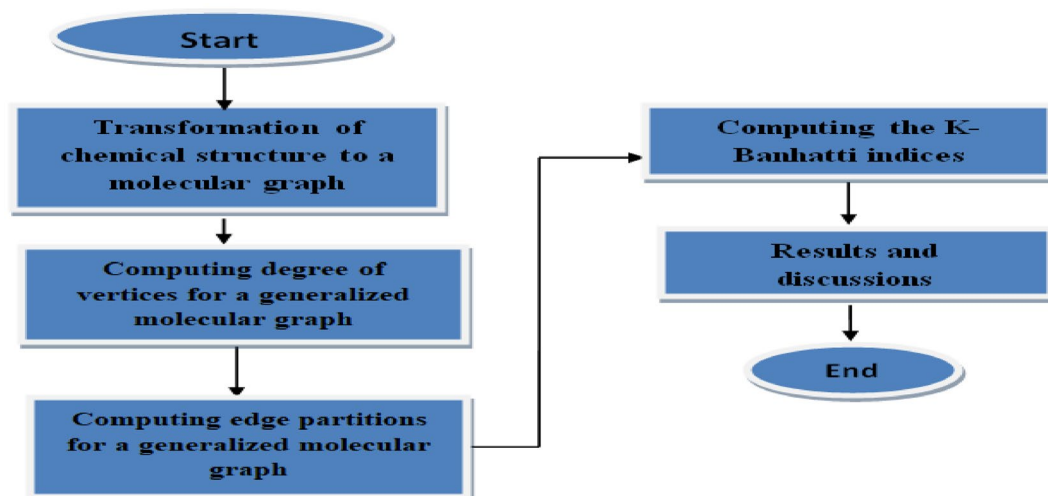 Start
Transformation of
chemical structure to a
molecular graph
Computing degree of
vertices for a generalized
molecular graph
Computing edge partitions
for a generalized molecular
graph
Computing the K-
Banhatti indices
Results and
discussions
End